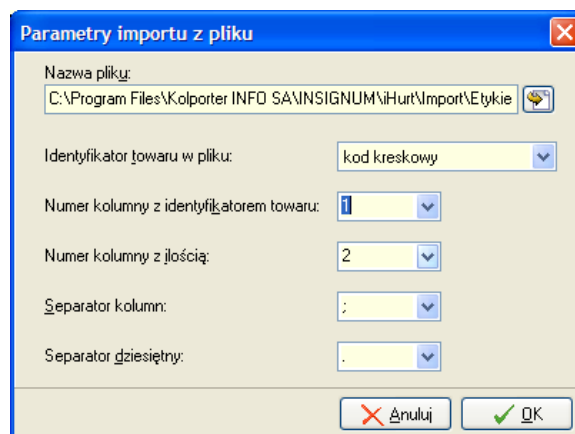 Parametry importu z pliku
Nazwa pliku:
C:\Program Files\Kolporter INFO SA\INSIGNUM\iHurt\Import\Etykie
Identyfikator towaru w pliku: kod kreskowy
Numer kolumny z identyfikatorem towaru: 1
Numer kolumny z ilością: 2
Separator kolumn: ;
Separator dziesiętny: .
Anuluj OK